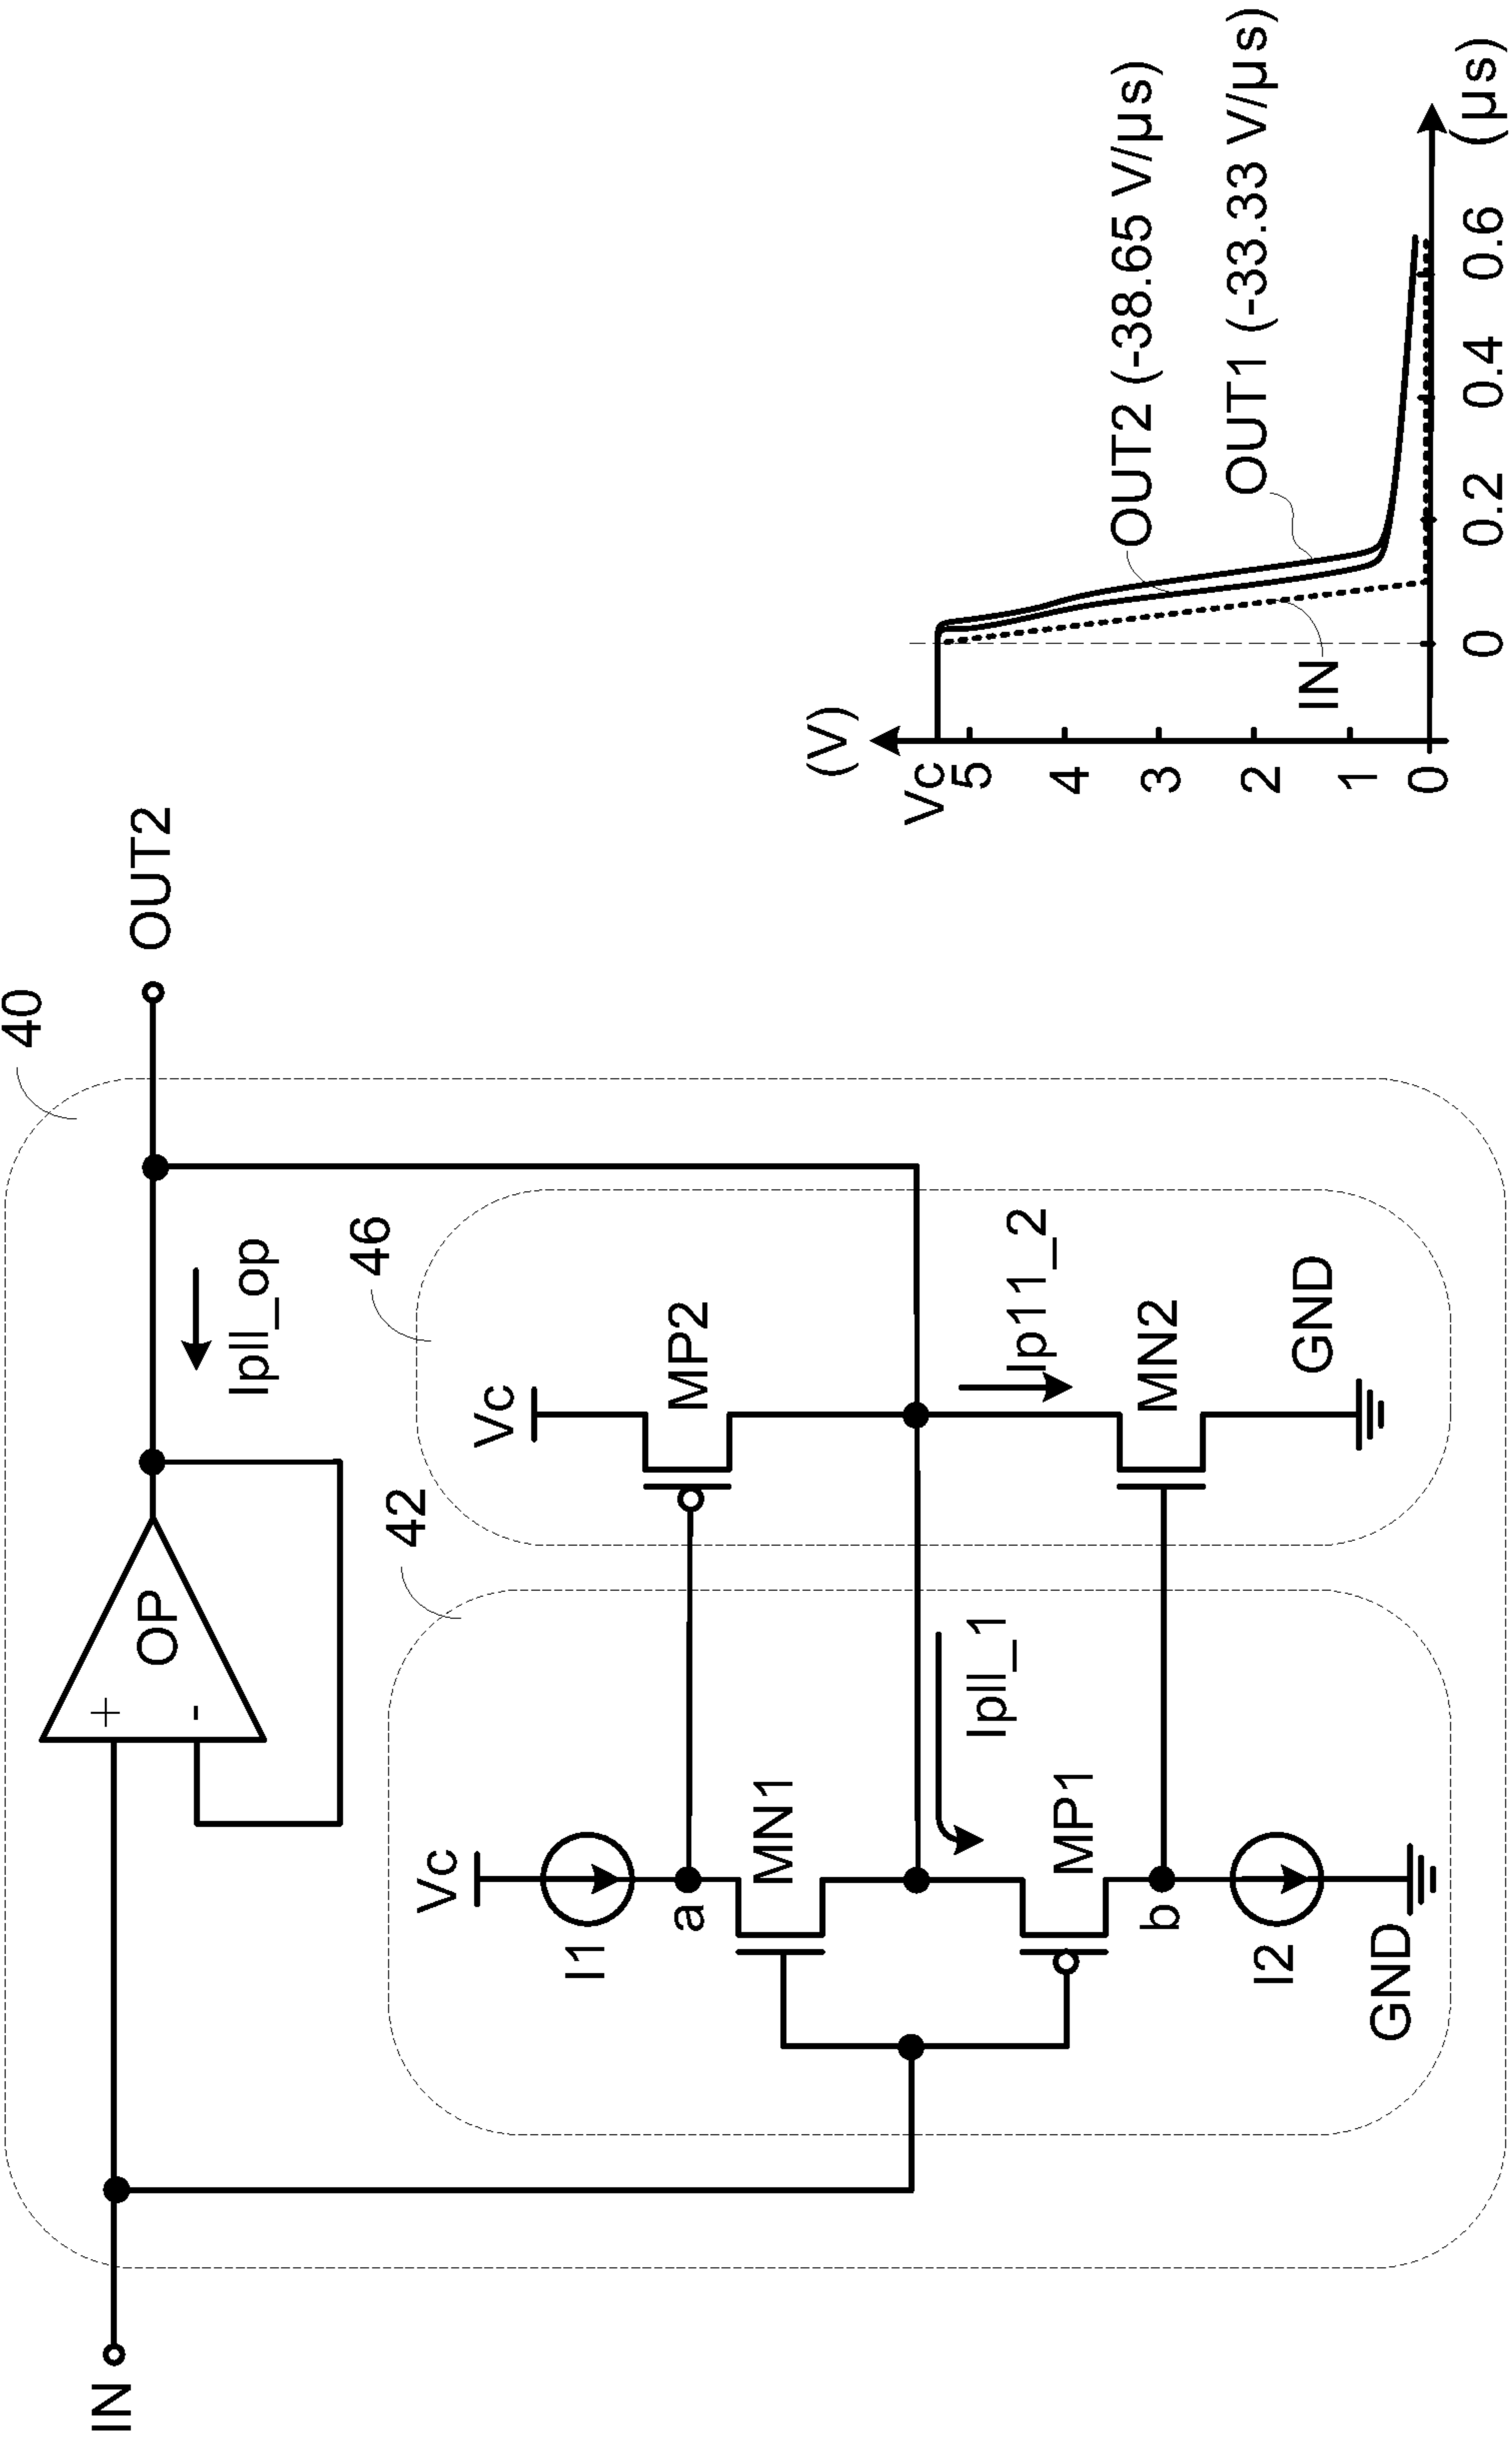 40
IN
OP
+
-
Ipll_op
OUT2
42
46
Vc
Vc
I1
a
MN1
MP2
Ipll_1
Ip11_2
MP1
MN2
b
I2
GND
GND
(V)
Vc
5
4
3
2
1
0
OUT2 (-38.65 V/μs)
OUT1 (-33.33 V/μs)
IN
0 0.2 0.4 0.6 (μs)